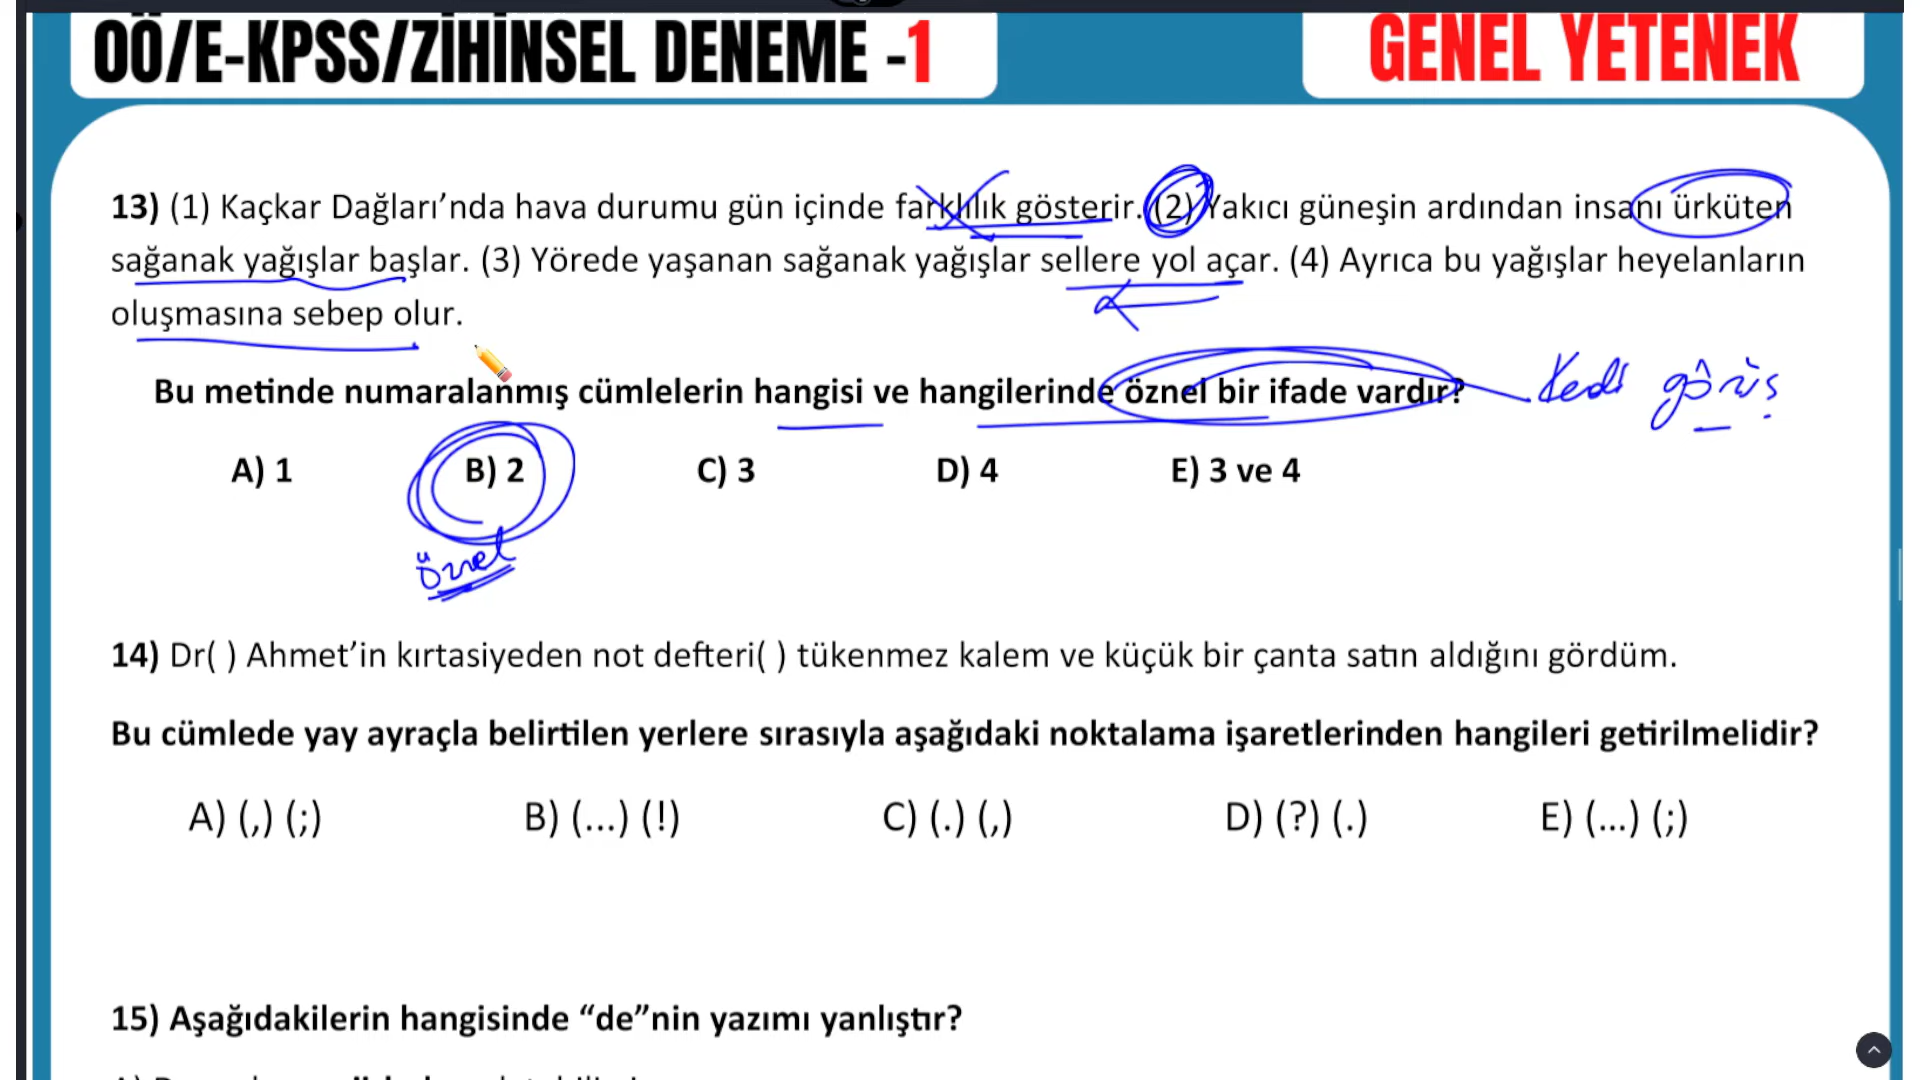 OÖ/E-KPSS/ZİHİNSEL DENEME -1
GENEL YETENEK
13) (1) Kaçkar Dağları’nda hava durumu gün içinde farklılık gösterir. (2) Yakıcı güneşin ardından insanı ürküten
sağanak yağışlar başlar. (3) Yörede yaşanan sağanak yağışlar sellere yol açar. (4) Ayrıca bu yağışlar heyelanların
oluşmasına sebep olur.
Bu metinde numaralanmış cümlelerin hangisi ve hangilerinde öznel bir ifade vardır?
görüş
A) 1 B) 2 C) 3 D) 4 E) 3 ve 4
öznel
14) Dr( ) Ahmet’in kırtasiyeden not defteri( ) tükenmez kalem ve küçük bir çanta satın aldığını gördüm.
Bu cümlede yay ayraçla belirtilen yerlere sırasıyla aşağıdaki noktalama işaretlerinden hangileri getirilmelidir?
A) (,) (;) B) (...) (!) C) (.) (,) D) (?) (.) E) (...) (;)
15) Aşağıdakilerin hangisinde “de”nin yazımı yanlıştır?